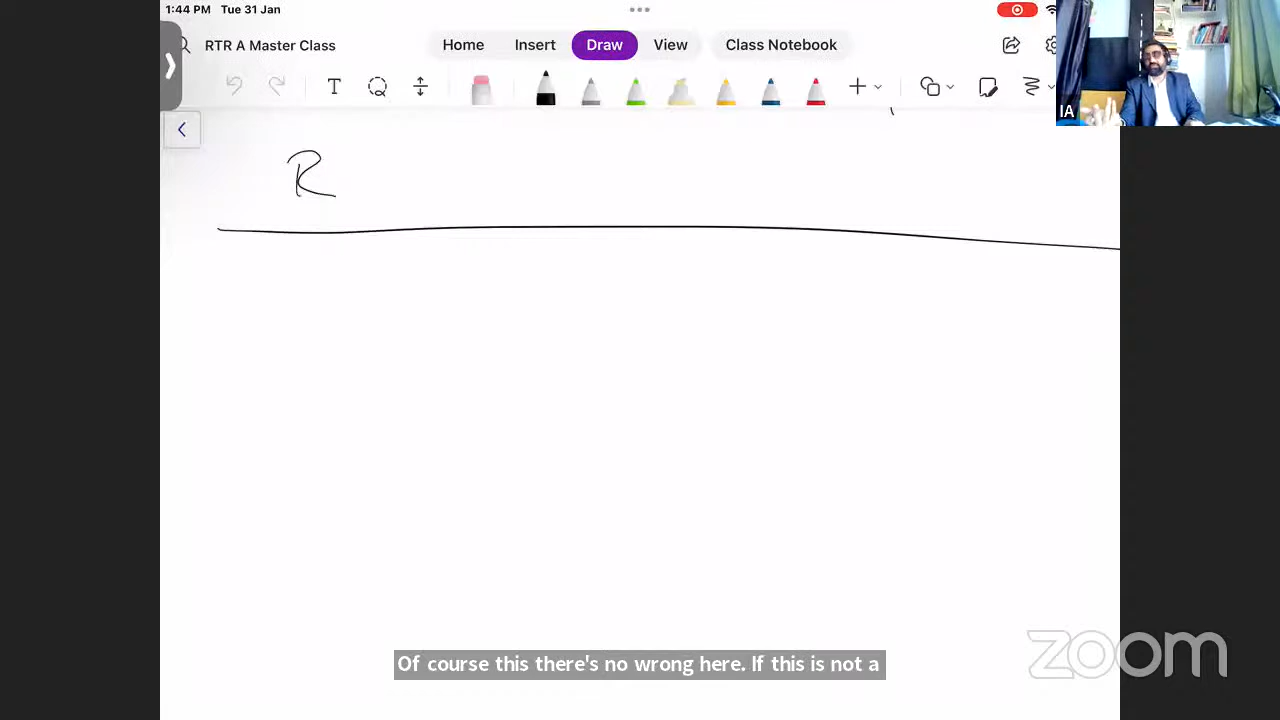 1:44 PM Tue 31 Jan
RTR A Master Class
Home Insert Draw View Class Notebook
T
IA
R
Of course this there's no wrong here. If this is not a
zoom